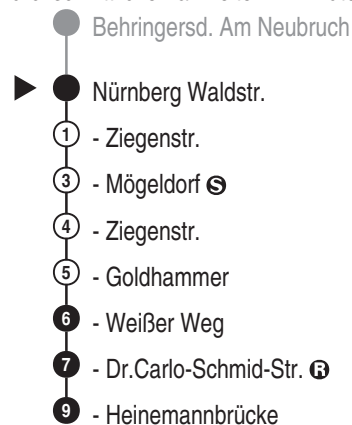 Behringersd. Am Neubruch
Nürnberg Waldstr.
1 - Ziegenstr.
3 - Mögeldorf S
4 - Ziegenstr.
5 - Goldhammer
6 - Weißer Weg
7 - Dr.Carlo-Schmid-Str. R
9 - Heinemannbrücke